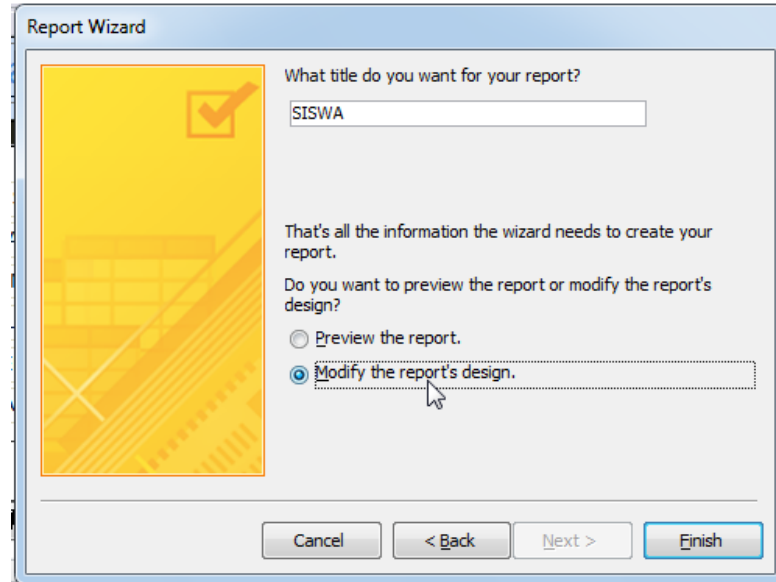 Report Wizard
What title do you want for your report?
SISWA
That's all the information the wizard needs to create your
report.
Do you want to preview the report or modify the report's
design?
Preview the report.
Modify the report's design.
Cancel
< Back
Next >
Finish